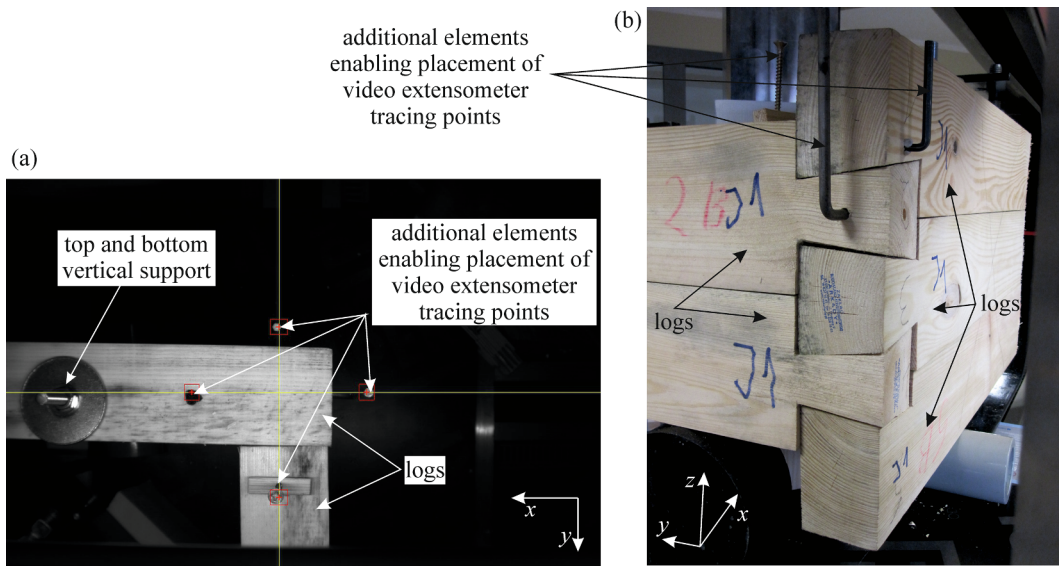 additional elements
enabling placement of
video extensometer
tracing points
(b)
(a)
top and bottom
vertical support
additional elements
enabling placement of
video extensometer
tracing points
logs
x
y
2B J1
J1
J1
J1
J1
logs
logs
z
y
x